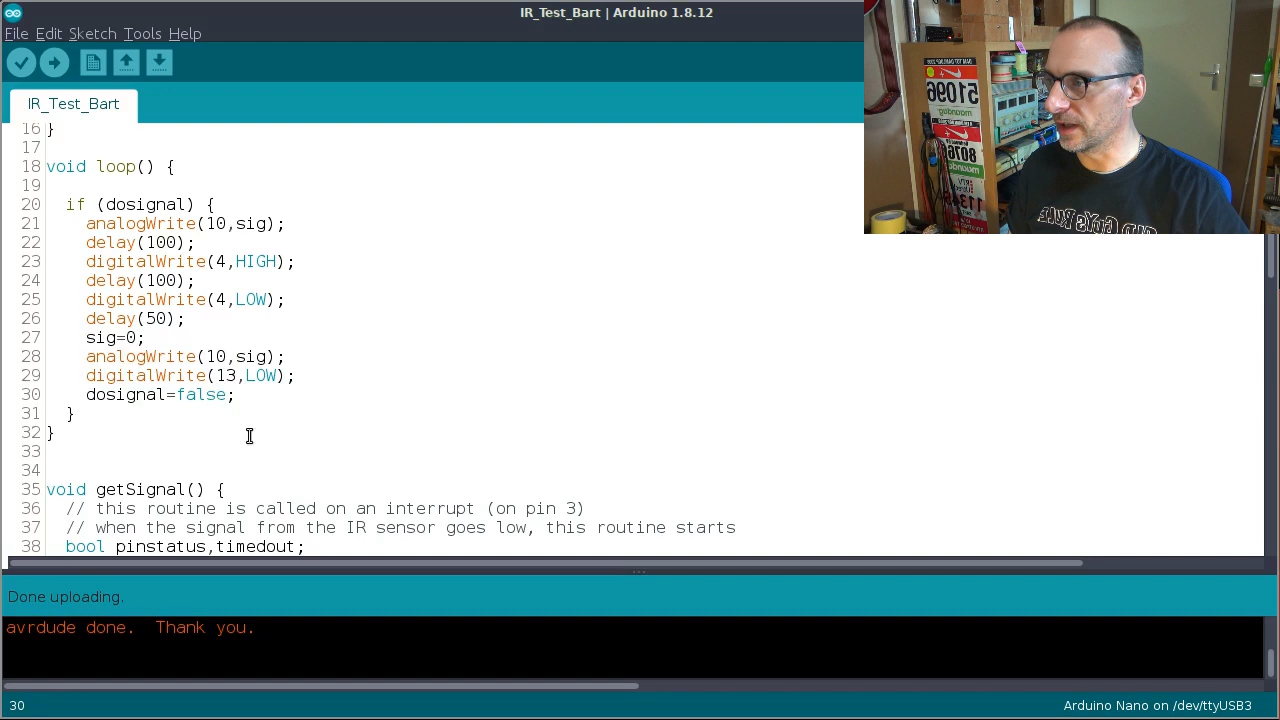 IR_Test_Bart | Arduino 1.8.12
File Edit Sketch Tools Help
IR_Test_Bart
16 }
17
18 void loop() {
19
20   if (dosignal) {
21     analogWrite(10,sig);
22     delay(100);
23     digitalWrite(4,HIGH);
24     delay(100);
25     digitalWrite(4,LOW);
26     delay(50);
27     sig=0;
28     analogWrite(10,sig);
29     digitalWrite(13,LOW);
30     dosignal=false;
31   }
32 }
33
34
35 void getSignal() {
36   // this routine is called on an interrupt (on pin 3)
37   // when the signal from the IR sensor goes low, this routine starts
38   bool pinstatus,timedout;
Done uploading.
avrdude done.  Thank you.
30
Arduino Nano on /dev/ttyUSB3
51096